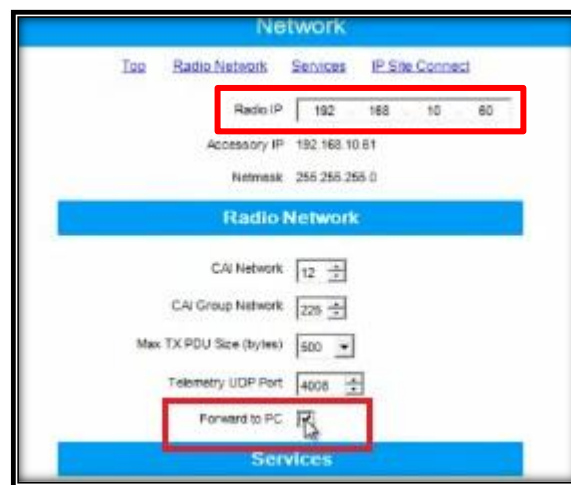 Network
Top Radio Network Services IP Site Connect
Radio IP 192 . 168 . 10 . 60
Accessory IP 192.168.10.61
Netmask 255.255.255.0
Radio Network
CAI Network 12
CAI Group Network 225
Max TX PDU Size (bytes) 500
Telemetry UDP Port 4008
Forward to PC
Services